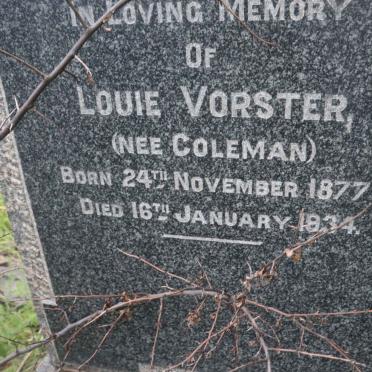 IN LOVING MEMORY
OF
LOUIE VORSTER,
(NEE COLEMAN)
BORN 24TH NOVEMBER 1877
DIED 16TH JANUARY 1934.